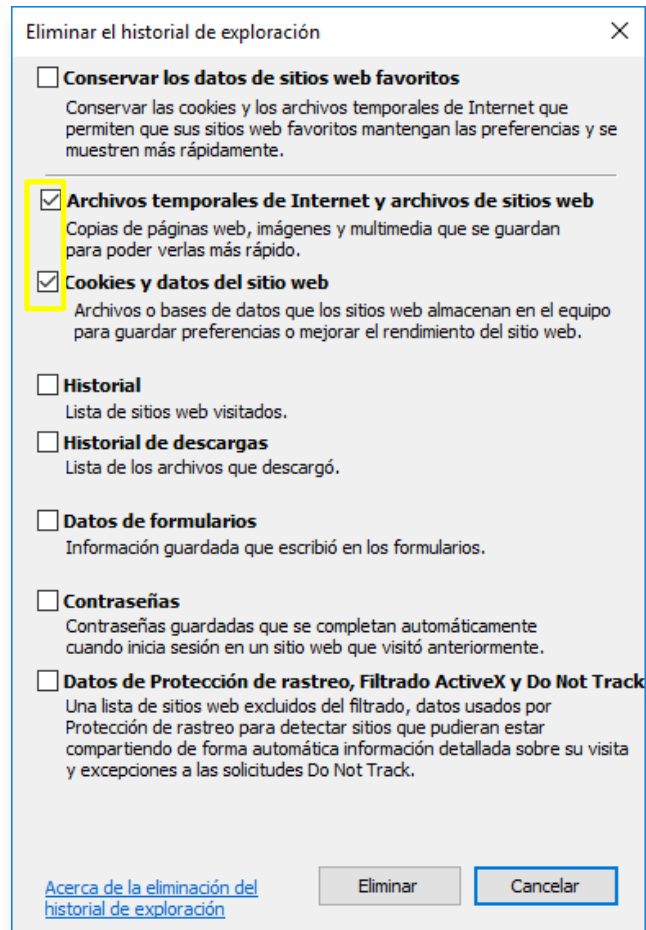 Eliminar el historial de exploración
Conservar los datos de sitios web favoritos
Conservar las cookies y los archivos temporales de Internet que
permiten que sus sitios web favoritos mantengan las preferencias y se
muestren más rápidamente.
Archivos temporales de Internet y archivos de sitios web
Copias de páginas web, imágenes y multimedia que se guardan
para poder verlas más rápido.
Cookies y datos del sitio web
Archivos o bases de datos que los sitios web almacenan en el equipo
para guardar preferencias o mejorar el rendimiento del sitio web.
Historial
Lista de sitios web visitados.
Historial de descargas
Lista de los archivos que descargó.
Datos de formularios
Información guardada que escribió en los formularios.
Contraseñas
Contraseñas guardadas que se completan automáticamente
cuando inicia sesión en un sitio web que visitó anteriormente.
Datos de Protección de rastreo, Filtrado ActiveX y Do Not Track
Una lista de sitios web excluidos del filtrado, datos usados por
Protección de rastreo para detectar sitios que pudieran estar
compartiendo de forma automática información detallada sobre su visita
y excepciones a las solicitudes Do Not Track.
Acerca de la eliminación del
historial de exploración
Eliminar
Cancelar